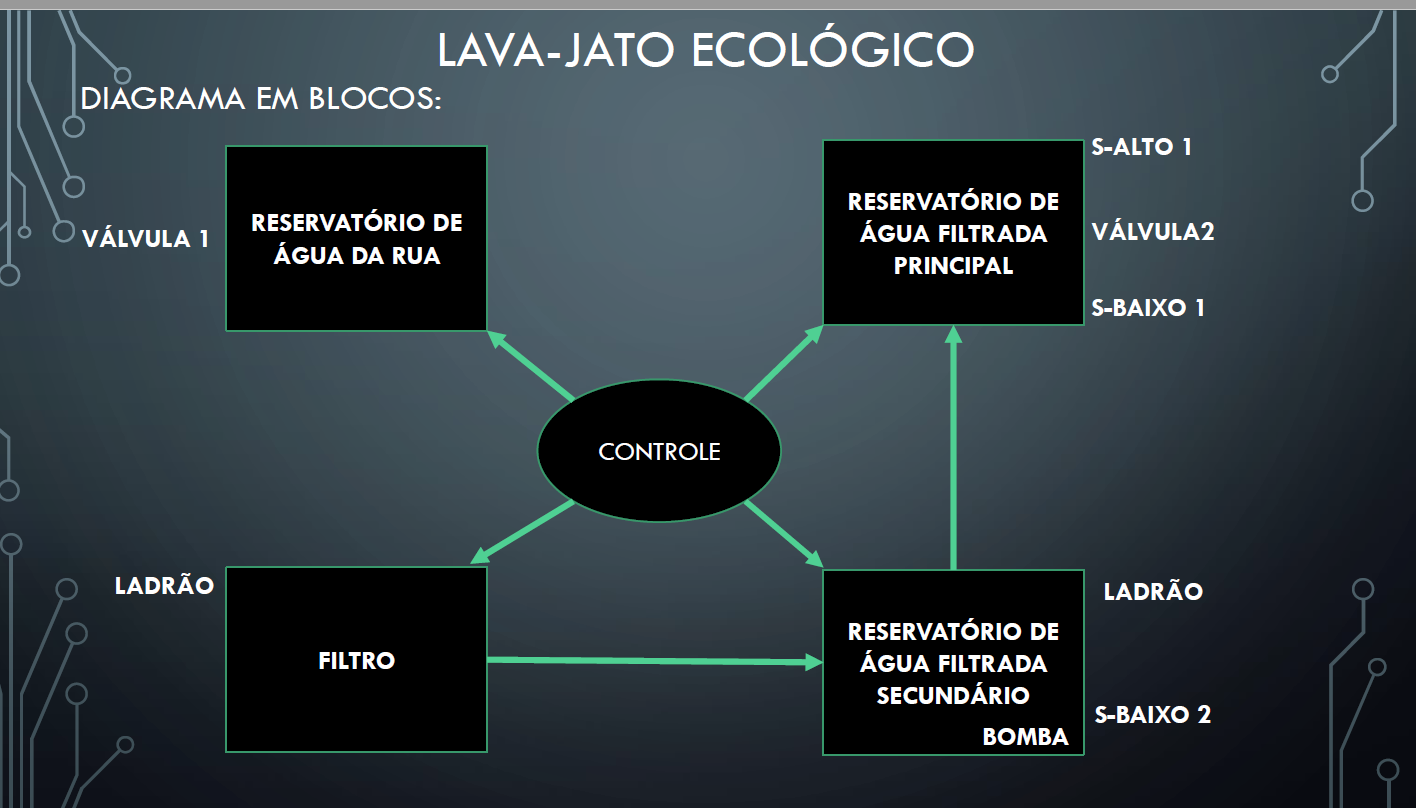 LAVA-JATO ECOLÓGICO
DIAGRAMA EM BLOCOS:
VÁLVULA 1
RESERVATÓRIO DE
ÁGUA DA RUA
RESERVATÓRIO DE
ÁGUA FILTRADA
PRINCIPAL
S-ALTO 1
VÁLVULA2
S-BAIXO 1
CONTROLE
LADRÃO
FILTRO
RESERVATÓRIO DE
ÁGUA FILTRADA
SECUNDÁRIO
BOMBA
LADRÃO
S-BAIXO 2